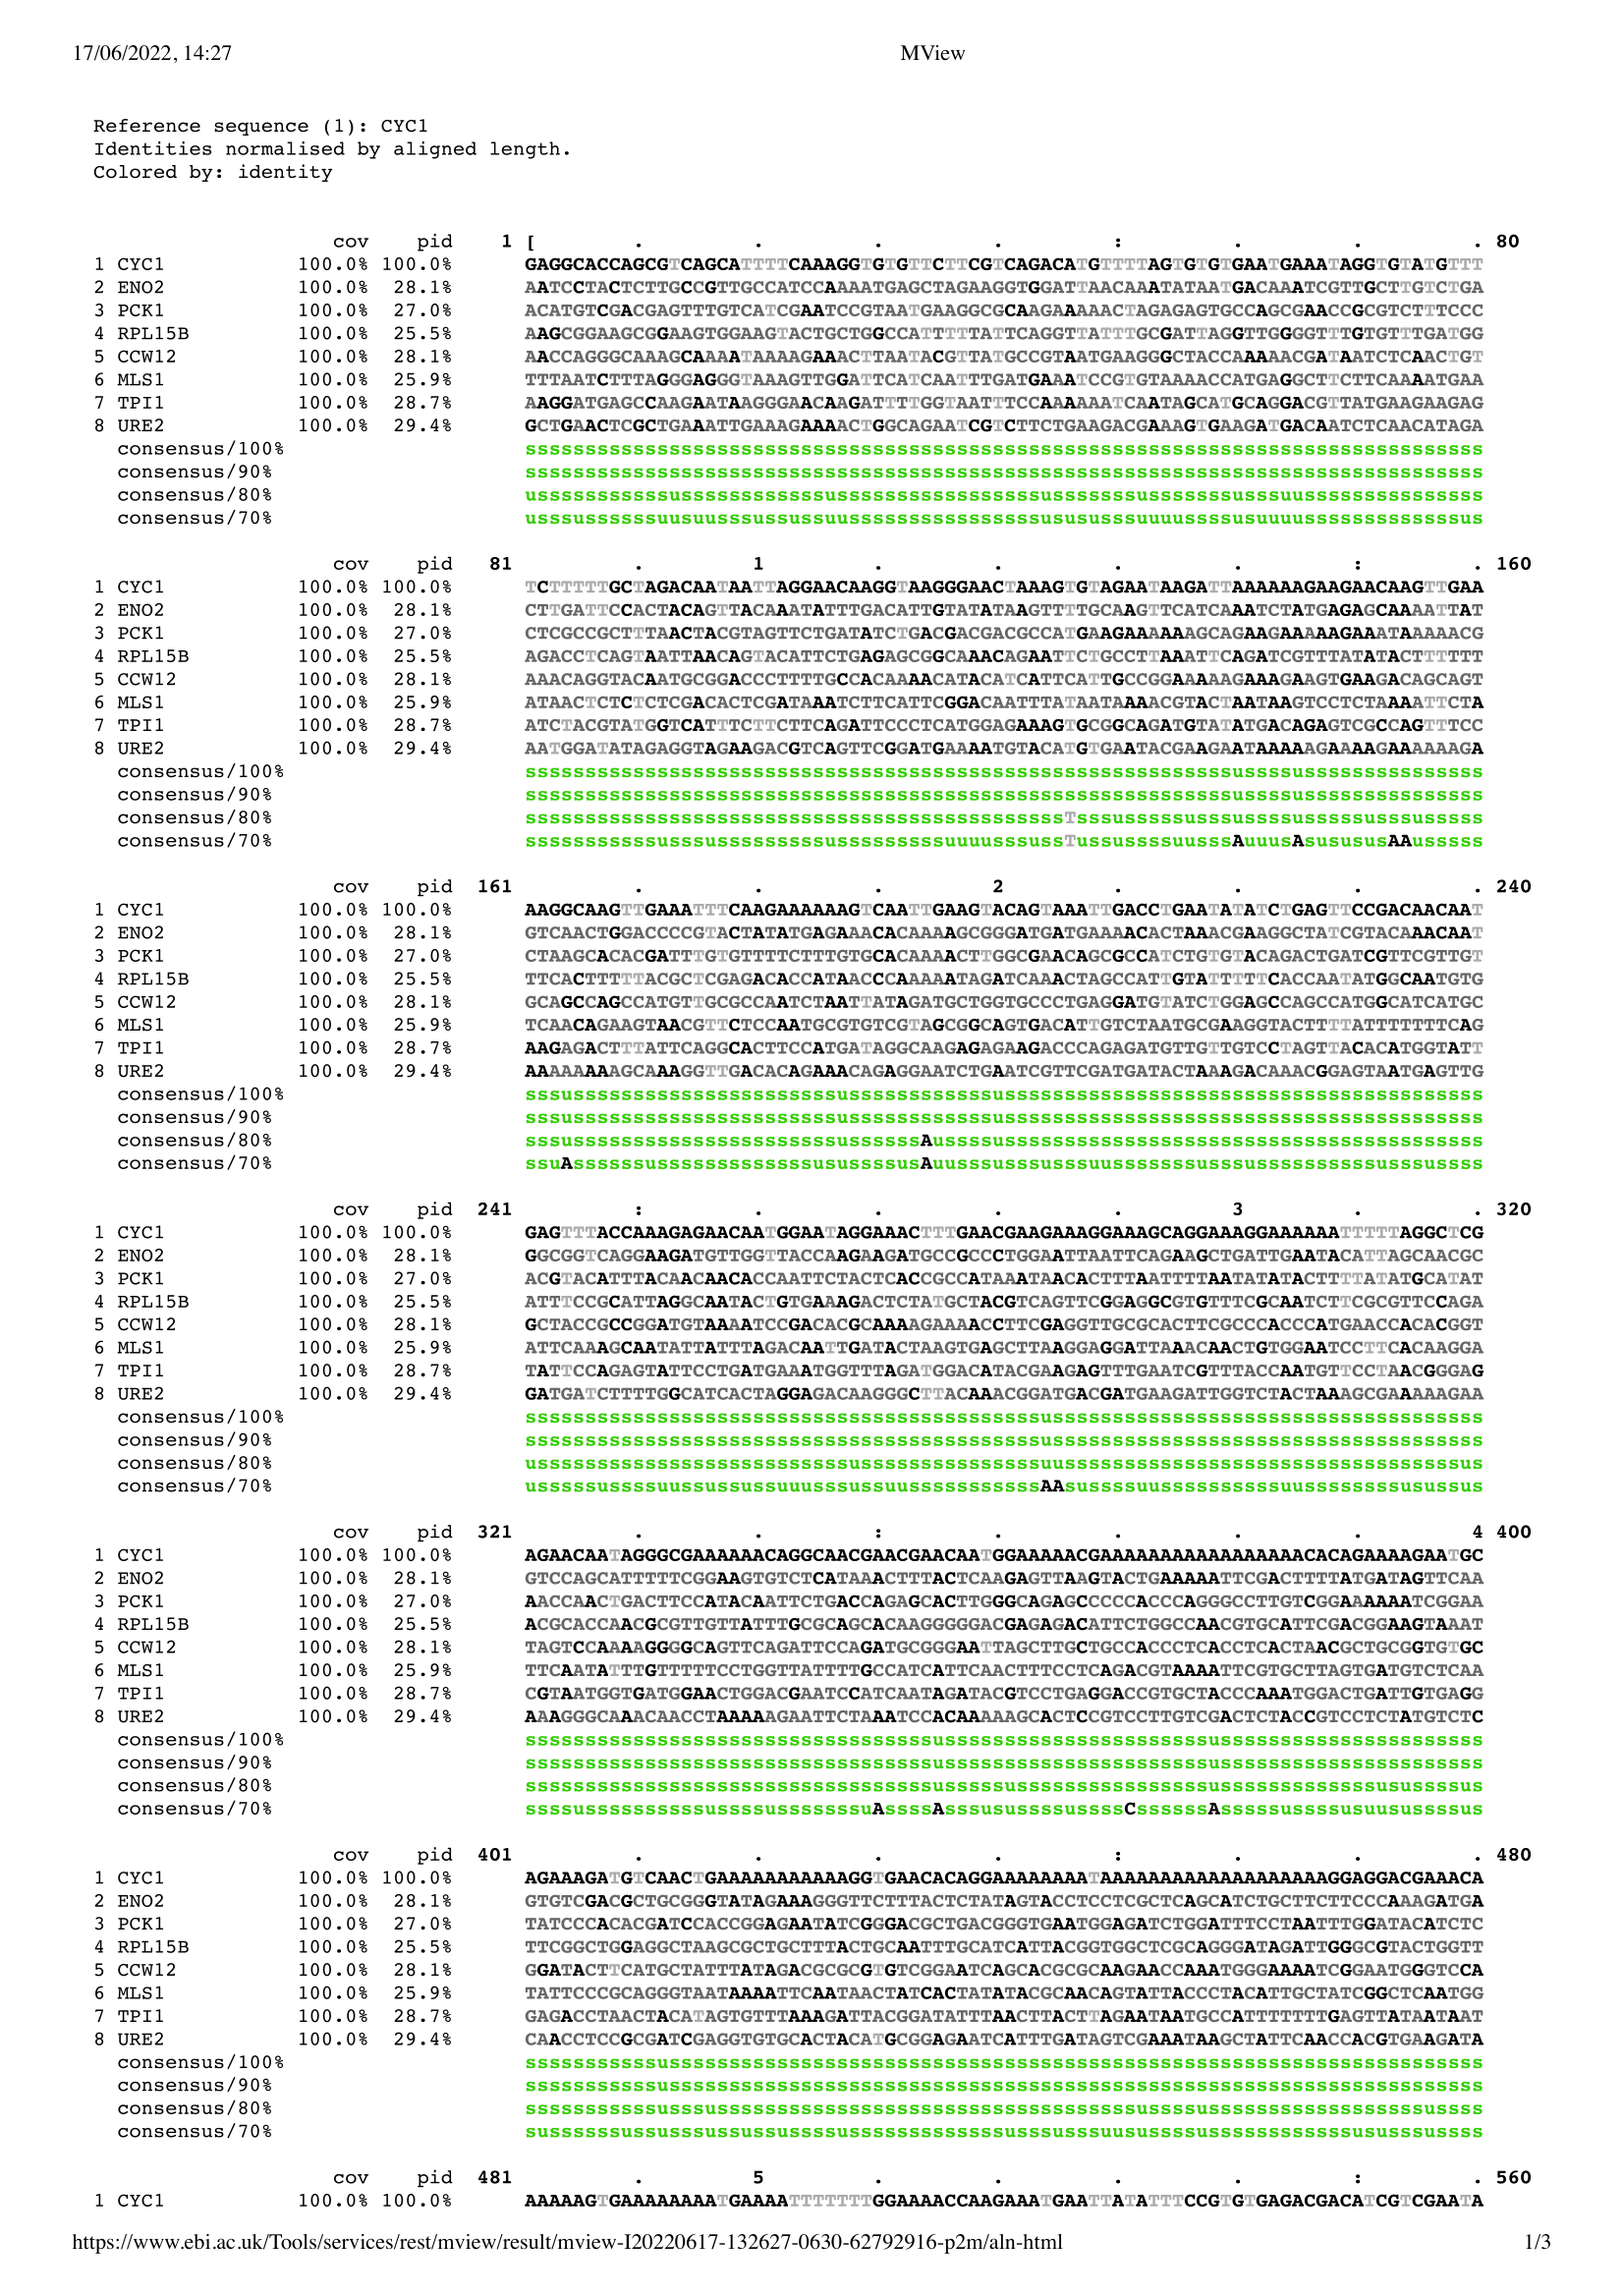 17/06/2022, 14:27 MView
Reference sequence (1): CYC1
Identities normalised by aligned length.
Colored by: identity
cov pid 1 [ . . . . : . . . 80
1 CYC1 100.0% 100.0% GAGGCACCAGCGTCAGCATTTTCAAAGGTGTGTTCTTCGTCAGACATGTTTTAGTGTGTGAATGAAATAGGTGTATGTTT
2 ENO2 100.0% 28.1% AATCCTACTCTTGCCGTTGCCATCCAAAATGAGCTAGAAGGTGGATTAACAAATATAATGACAAATCGTTGCTTGTCTGA
3 PCK1 100.0% 27.0% ACATGTCGACGAGTTTGTCATCGAATCCGTAATGAAGGCGCAAGAAAAACTAGAGAGTGCCAGCGAACCGCGTCTTTCCC
4 RPL15B 100.0% 25.5% AAGCGGAAGCGGAAGTGGAAGTACTGCTGGCCATTTTTATTCAGGTTATTTGCGATTAGGTTGGGGTTTGTGTTTGATGG
5 CCW12 100.0% 28.1% AACCAGGGCAAAGCAAAATAAAAGAAACTTAATACGTTATGCCGTAATGAAGGGCTACCAAAAACGATAATCTCAACTGT
6 MLS1 100.0% 25.9% TTTAATCTTTAGGGAGGGTAAAGTTGGATTCATCAATTTGATGAAATCCGTGTAAAACCATGAGGCTTCTTCAAAATGAA
7 TPI1 100.0% 28.7% AAGGATGAGCCAAGAATAAGGGAACAAGATTTTGGTAATTTCCAAAAAATCAATAGCATGCAGGACGTTATGAAGAAGAG
8 URE2 100.0% 29.4% GCTGAACTCGCTGAAATTGAAAGAAAACTGGCAGAATCGTCTTCTGAAGACGAAAGTGAAGATGACAATCTCAACATAGA
consensus/100% ssssssssssssssssssssssssssssssssssssssssssssssssssssssssssssssssssssssssssssssss
consensus/90% ssssssssssssssssssssssssssssssssssssssssssssssssssssssssssssssssssssssssssssssss
consensus/80% usssssssssssusssssssssssssusssssssssssssssssusssssssusssssssusssuusssssssssssssss
consensus/70% usssusssssssuusuusssussussuussssssssssssssssusususssuuuussssusuuuusssssssssssssus
cov pid 81 . 1 . . . . : . 160
1 CYC1 100.0% 100.0% TCTTTTTGCTAGACAATAATTAGGAACAAGGTAAGGGAACTAAAGTGTAGAATAAGATTAAAAAAGAAGAACAAGTTGAA
2 ENO2 100.0% 28.1% CTTGATTCCACTACAGTTACAAATATTTGACATTGTATATAAGTTTTGCAAGTTCATCAAATCTATGAGAGCAAAATTAT
3 PCK1 100.0% 27.0% CTCGCCGCTTTAACTACGTAGTTCTGATATCTGACGACGACGCCATGAAGAAAAAAGCAGAAGAAAAAGAAATAAAAACG
4 RPL15B 100.0% 25.5% AGACCTCAGTAATTAACAGTACATTCTGAGAGCGGCAAACAGAATTCTGCCTTAAATTCAGATCGTTTATATACTTTTTT
5 CCW12 100.0% 28.1% AAACAGGTACAATGCGGACCCTTTTGCCACAAAACATACATCATTCATTGCCGGAAAAAGAAAGAAGTGAAGACAGCAGT
6 MLS1 100.0% 25.9% ATAACTCTCTCTCGACACTCGATAAATCTTCATTCGGACAATTTATAATAAAACGTACTAATAAGTCCTCTAAAATTCTA
7 TPI1 100.0% 28.7% ATCTACGTATGGTCATTTCTTCTTCAGATTCCCTCATGGAGAAAGTGCGGCAGATGTATATGACAGAGTCGCCAGTTTCC
8 URE2 100.0% 29.4% AATGGATATAGAGGTAGAAGACGTCAGTTCGGATGAAAATGTACATGTGAATACGAAGAATAAAAAGAAAAGAAAAAAGA
consensus/100% sssssssssssssssssssssssssssssssssssssssssssssssssssssssssssussssusssssssssssssss
consensus/90% sssssssssssssssssssssssssssssssssssssssssssssssssssssssssssussssusssssssssssssss
consensus/80% sssssssssssssssssssssssssssssssssssssssssssssTsssusssssusssusssssusssssusssusssss
consensus/70% sssssssssssusssussssssssusssssssssuuuusssussTussussssuusssAuuusAsusususAAusssss
cov pid 161 . . . 2 . . . . 240
1 CYC1 100.0% 100.0% AAGGCAAGTTGAAATTTCAAGAAAAAAGTCAATTGAAGTACAGTAAATTGACCTGAATATATCTGAGTTCCGACAACAAT
2 ENO2 100.0% 28.1% GTCAACTGGACCCCGTACTATATGAGAAACACAAAAGCGGGATGATGAAAACACTAAACGAAGGCTATCGTACAAACAAT
3 PCK1 100.0% 27.0% CTAAGCACACGATTTGTGTTTTCTTTGTGCACAAAACTTGGCGAACAGCGCCATCTGTGTACAGACTGATCGTTCGTTGT
4 RPL15B 100.0% 25.5% TTCACTTTTTACGCTCGAGACACCATAACCCAAAAATAGATCAAACTAGCCATTGTATTTTTCACCAATATGGCAATGTG
5 CCW12 100.0% 28.1% GCAGCCAGCCATGTTGCGCCAATCTAATTATAGATGCTGGTGCCCTGAGGATGTATCTGGAGCCAGCCATGGCATCATGC
6 MLS1 100.0% 25.9% TCAACAGAAGTAACGTTCTCCAATGCGTGTCGTAGCGGCAGTGACATTGTCTAATGCGAAGGTACTTTTATTTTTTTCAG
7 TPI1 100.0% 28.7% AAGAGACTTTATTCAGGCACTTCCATGATAGGCAAGAGAGAAGACCCAGAGATGTTGTTGTCCTAGTTACACATGGTATT
8 URE2 100.0% 29.4% AAAAAAAAGCAAAGGTTGACACAGAAACAGAGGAATCTGAATCGTTCGATGATACTAAAGACAAACGGAGTAATGAGTTG
consensus/100% sssussssssssssssssssssssssusssssssssssusssssssssssssssssssssssssssssssssssssssss
consensus/90% sssussssssssssssssssssssssusssssssssssusssssssssssssssssssssssssssssssssssssssss
consensus/80% sssussssssssssssssssssssssussssssAussssussssssssssssssssssssssssssssssssssssssss
consensus/70% ssuAssssssusssssssssssssusussssusAuusssussussuusssssssssssusssssssssssusssussss
cov pid 241 : . . . . 3 . . 320
1 CYC1 100.0% 100.0% GAGTTTACCAAAGAGAACAATGGAATAGGAAACTTTGAACGAAGAAAGGAAAGCAGGAAAGGAAAAAATTTTTAGGCTCG
2 ENO2 100.0% 28.1% GGCGGTCAGGAAGATGTTGGTTACCAAGAAGATGCCGCCCTGGAATTAATTCAGAAGCTGATTGAATACATTAGCAACGC
3 PCK1 100.0% 27.0% ACGTACATTTACAACAACACCAATTCTACTCACCGCCATAAATAACACTTTAATTTTAATATATACTTTTATATGCATAT
4 RPL15B 100.0% 25.5% ATTTCCGCATTAGGCAATACTGTGAAAGACTCTATGCTACGTCAGTTCGGAGGCGTGTTTCGCAATCTTCGCGTTCCAGA
5 CCW12 100.0% 28.1% GCTACCGCCGGATGTAAAATCCGACACGCAAAAGAAAACCTTCGAGGTTGCGCACTTCGCCCACCCATGAACCACACGGT
6 MLS1 100.0% 25.9% ATTCAAAGCAATATTATTTAGACAATTGATACTAAGTGAGCTTAAGGAGGATTAAACAACTGTGGAATCCTTCACAAGGA
7 TPI1 100.0% 28.7% TATTCCAGAGTATTCCTGATGAAATGGTTTAGATGGACATACGAAGAGTTTGAATCGTTTACCAATGTTCCTAACGGGAG
8 URE2 100.0% 29.4% GATGATCTTTTGGCATCACTAGGAGACAAGGGCTTACAAACGGATGACGATGAAGATTGGTCTACTAAAGCGAAAAAGAA
consensus/100% sssssssssssssssssssssssssssssssssssssssssssussssssssssssssssssssssssssssssssssss
consensus/90% sssssssssssssssssssssssssssssssssssssssssssussssssssssssssssssssssssssssssssssss
consensus/80% ussssssssssssssssssssssssssusssssssssssssssuussssssssssssssssssssssssssssssssus
consensus/70% usssssussssuussussussuuusssussuusssssssssssAAsussssuussssssssssuussssssssususssus
cov pid 321 . . : . . . . 4 400
1 CYC1 100.0% 100.0% AGAACAATAGGGCGAAAAAACAGGCAACGAACGAACAATGGAAAAACGAAAAAAAAAAAAAAAAACACAGAAAAGAATGC
2 ENO2 100.0% 28.1% GTCCAGCATTTTTCGGAAGTGTCTCATAAACTTTACTCAAGAGTTAAGTACTGAAAAATTCGACTTTTATGATAGTTCAA
3 PCK1 100.0% 27.0% AACCAACTGACTTCCATACAATTCTGACCAGAGCACTTGGGCAGAGCCCCCACCCAGGGCCTTGTCGGAAAAAATCGGAA
4 RPL15B 100.0% 25.5% ACGCACCAACGCGTTGTTATTTGCGCAGCACAAGGGGGACGAGAGACATTCTGGCCAACGTGCATTCGACGGAAGTAAAT
5 CCW12 100.0% 28.1% TAGTCCAAAAGGGGCAGTTCAGATTCCAGATGCGGGAATTAGCTTGCTGCCACCCTCACCTCACTAACGCTGCGGTGTGC
6 MLS1 100.0% 25.9% TTCAATATTTGTTTTTCCTGGTTATTTTGCCATCATTCAACTTTCCTCAGACGTAAAATTCGTGCTTAGTGATGTCTCAA
7 TPI1 100.0% 28.7% CGTAATGGTGATGGAACTGGACGAATCCATCAATAGATACGTCCTGAGGACCGTGCTACCCAAATGGACTGATTGTGAGG
8 URE2 100.0% 29.4% AAAGGGCAAACAACCTAAAAAGAATTCTAAATCCACAAAAAGCACTCCGTCCTTGTCGACTCTACCGTCCTCTATGTCTC
consensus/100% ssssssssssssssssssssssssssssssssssusssssssssssssssssssssssussssssssssssssssssssss
consensus/90% ssssssssssssssssssssssssssssssssssusssssssssssssssssssssssussssssssssssssssssssss
consensus/80% ssssssssssssssssssssssssssssssssssusssssussssssssssssssssusssssssssssssusussssus
consensus/70% ssssussssssssssusssssusssssssuAssssAsssususssssussssCssssssAsssssussssusuusussssus
cov pid 401 . . . . : . . . 480
1 CYC1 100.0% 100.0% AGAAAGATGTCAACTGAAAAAAAAAAAAGGTGAACACAGGAAAAAAAATAAAAAAAAAAAAAAAAAAAGGAGGACGAAACA
2 ENO2 100.0% 28.1% GTGTCGACGCTGCGGGTATAGAAAGGGTTCTTTACTCTATAGTACCTCCTCGCTCAGCATCTGCTTCTTCCCAAAGATGA
3 PCK1 100.0% 27.0% TATCCCACACGATCCACCGGAGAATATCGGGACGCTGACGGGTGAATGGAGATCTGGATTTCCTAATTTGGATACATCTC
4 RPL15B 100.0% 25.5% TTCGGCTGGAGGCTAAGCGCTGCTTTACTGCAATTTGCATCATTACGGTGGCTCGCAGGGATAGATTGGGCGTACTGGTT
5 CCW12 100.0% 28.1% GGATACTTCATGCTATTTATAGACGCGCGTGTCGGAATCAGCACGCGCAAGAACCAAATGGGAAAATCGGAATGGGTCCA
6 MLS1 100.0% 25.9% TATTCCCGCAGGGTAATAAAATTCAATAACTATCACTATATACGCAACAGTATTACCCTACATTGCTATCGGCTCAATGG
7 TPI1 100.0% 28.7% GAGACCTAACTACATAGTGTTTAAAGATTACGGATATTTAACTTACTTAGAATAATGCCATTTTTTTGAGTTATAATAAT
8 URE2 100.0% 29.4% CAACCTCCGCGATCGAGGTGTGCACTACATGCGGAGAATCATTTGATAGTCGAAATAAGCTATTCAACCACGTGAAGATA
consensus/100% sssssssssssussssssssssssssssssssssssssssssssssssssssssssssssssssssssssssssssssss
consensus/90% sssssssssssussssssssssssssssssssssssssssssssssssssssssssssssssssssssssssssssssss
consensus/80% sssssssssssusssussssssssssssssssssssssssssssssssssussssussssssssssssssssssusssss
consensus/70% susssssssussusssussusssussssssssssssussussuuusussssusssssssssssssususssussss
cov pid 481 . 5 . . . . : . 560
1 CYC1 100.0% 100.0% AAAAAGTGAAAAAAAATGAAAATTTTTTTGGAAAACCAAGAAATGAATTATATTTCCGTGTGAGACGACATCGTCGAATA
https://www.ebi.ac.uk/Tools/services/rest/mview/result/mview-I20220617-132627-0630-62792916-p2m/aln-html 1/3